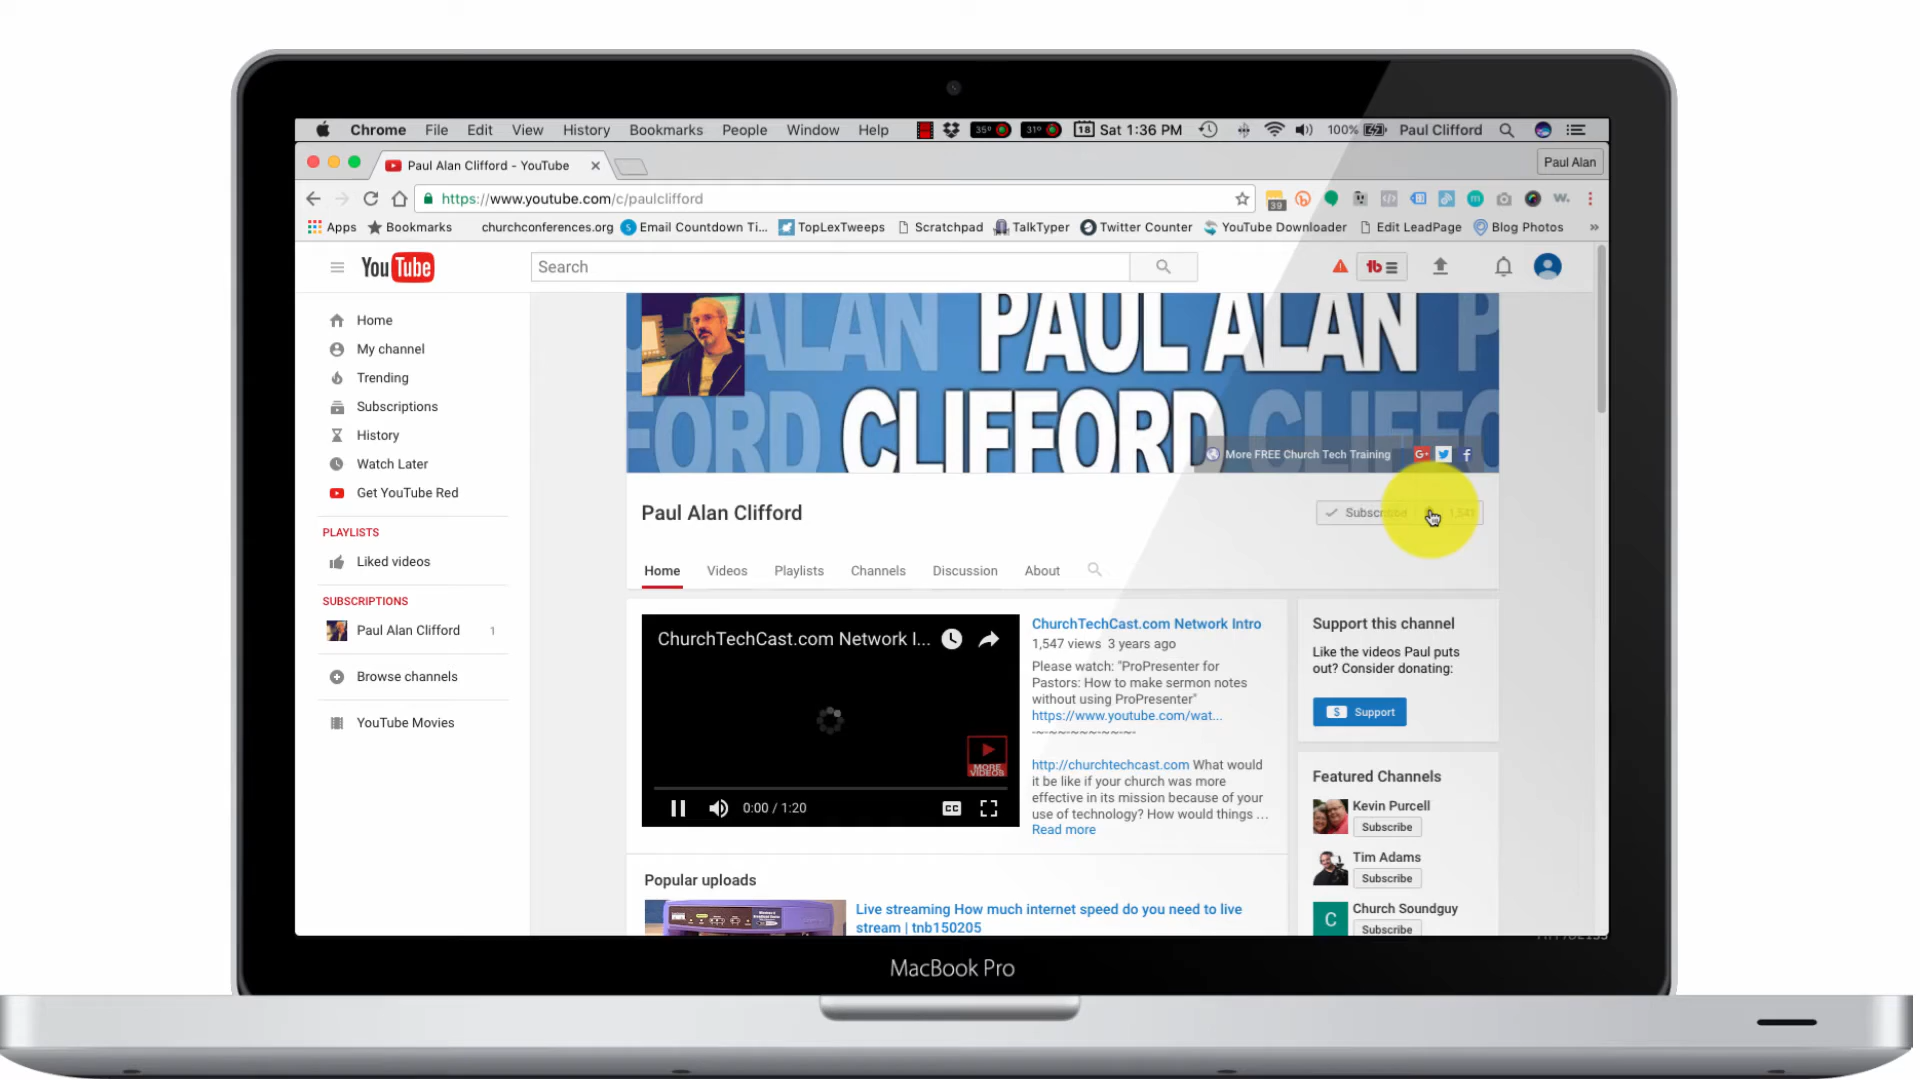 Chrome File Edit View History Bookmarks People Window Help 35° 31° 18 Sat 1:36 PM 100% Paul Clifford
Paul Alan Clifford - YouTube
Paul Alan
https://www.youtube.com/c/paulclifford
39
Apps Bookmarks churchconferences.org Email Countdown Ti... TopLexTweeps Scratchpad TalkTyper Twitter Counter YouTube Downloader Edit LeadPage Blog Photos »
YouTube
Search
Home
My channel
Trending
Subscriptions
History
Watch Later
Get YouTube Red
PLAYLISTS
Liked videos
SUBSCRIPTIONS
Paul Alan Clifford 1
Browse channels
YouTube Movies
ALAN PAUL ALAN P
FORD CLIFFORD CLIFFO
More FREE Church Tech Training
Paul Alan Clifford
Subscribed
Home Videos Playlists Channels Discussion About
ChurchTechCast.com Network I...
MORE VIDEOS
0:00 / 1:20
CC
ChurchTechCast.com Network Intro
1,547 views 3 years ago
Please watch: "ProPresenter for
Pastors: How to make sermon notes
without using ProPresenter"
https://www.youtube.com/wat...
-~-~~-~~~-~~-~-
http://churchtechcast.com What would
it be like if your church was more
effective in its mission because of your
use of technology? How would things ...
Read more
Support this channel
Like the videos Paul puts
out? Consider donating:
$ Support
Featured Channels
Kevin Purcell
Subscribe
Tim Adams
Subscribe
C
Church Soundguy
Subscribe
Popular uploads
Live streaming How much internet speed do you need to live
stream | tnb150205
MacBook Pro